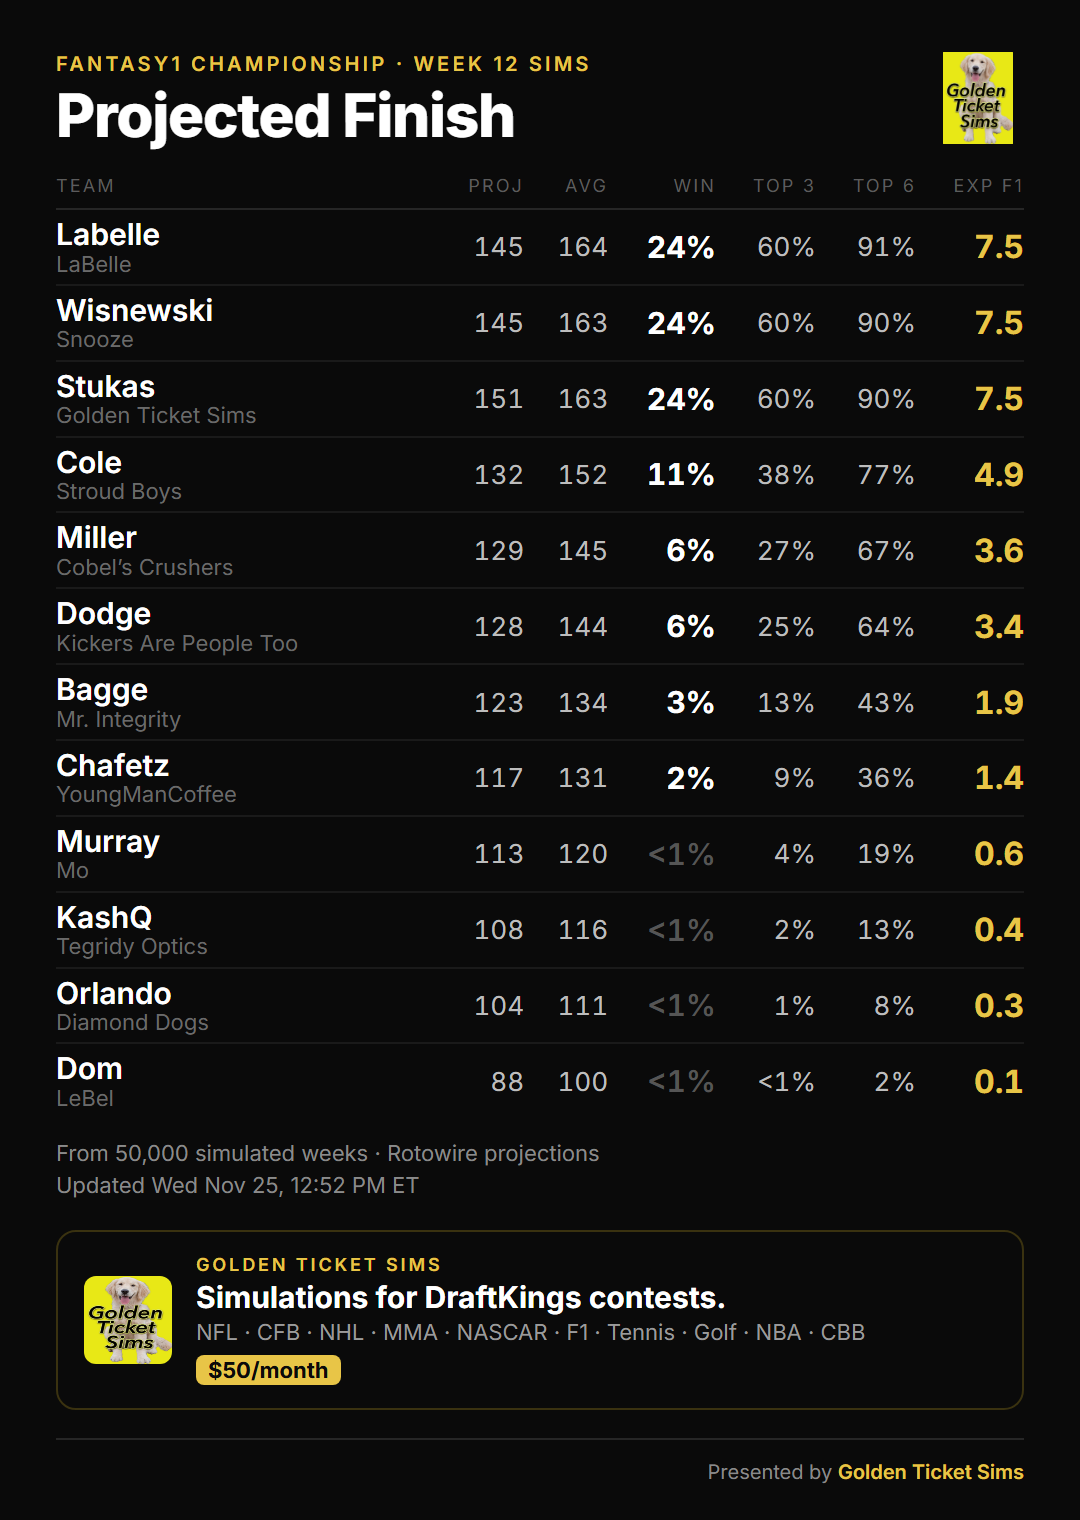 FANTASY1 CHAMPIONSHIP · WEEK 12 SIMS
Projected Finish
Golden
Ticket
Sims
TEAM PROJ AVG WIN TOP 3 TOP 6 EXP F1
Labelle 145 164 24% 60% 91% 7.5
LaBelle
Wisnewski 145 163 24% 60% 90% 7.5
Snooze
Stukas 151 163 24% 60% 90% 7.5
Golden Ticket Sims
Cole 132 152 11% 38% 77% 4.9
Stroud Boys
Miller 129 145 6% 27% 67% 3.6
Cobel’s Crushers
Dodge 128 144 6% 25% 64% 3.4
Kickers Are People Too
Bagge 123 134 3% 13% 43% 1.9
Mr. Integrity
Chafetz 117 131 2% 9% 36% 1.4
YoungManCoffee
Murray 113 120 <1% 4% 19% 0.6
Mo
KashQ 108 116 <1% 2% 13% 0.4
Tegridy Optics
Orlando 104 111 <1% 1% 8% 0.3
Diamond Dogs
Dom 88 100 <1% <1% 2% 0.1
LeBel
From 50,000 simulated weeks · Rotowire projections
Updated Wed Nov 25, 12:52 PM ET
Golden
Ticket
Sims
GOLDEN TICKET SIMS
Simulations for DraftKings contests.
NFL · CFB · NHL · MMA · NASCAR · F1 · Tennis · Golf · NBA · CBB
$50/month
Presented by Golden Ticket Sims